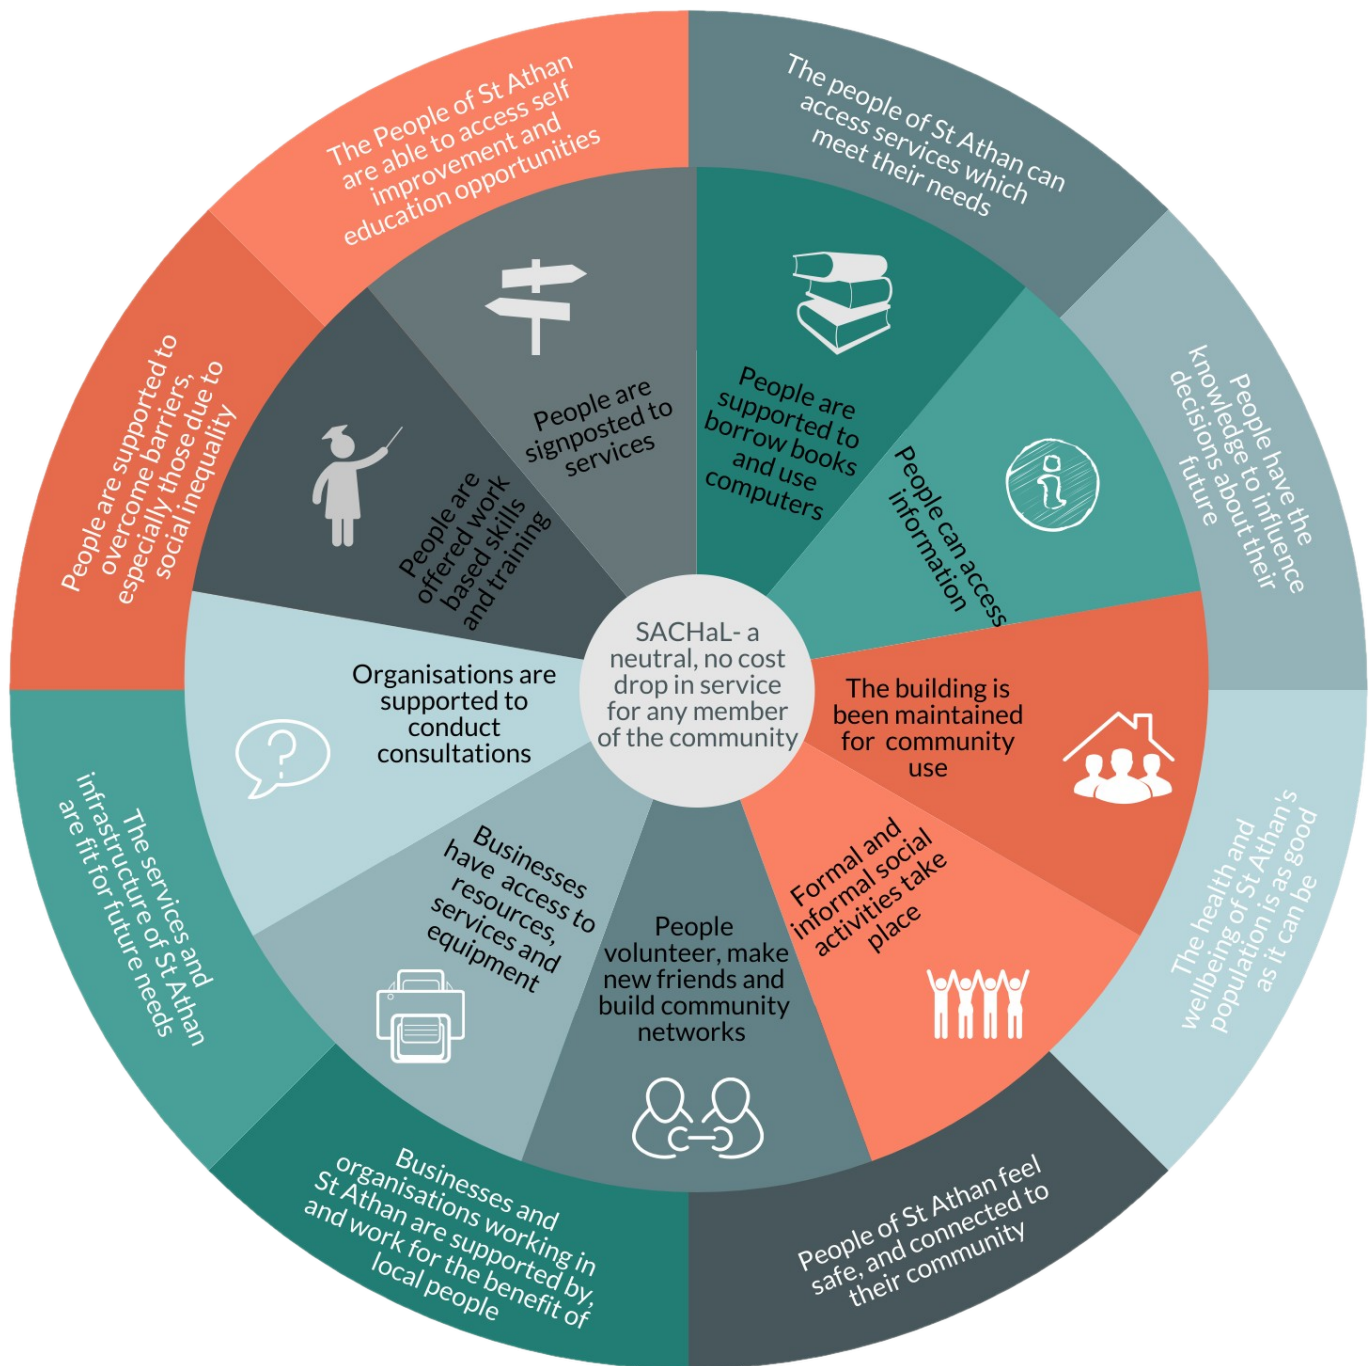 The People of St Athan
are able to access self
improvement and
education opportunities
The people of St Athan can
access services which
meet their needs
People have the
knowledge to influence
decisions about their
future
The health and
wellbeing of St Athan's
population is as good
as it can be
People of St Athan feel
safe, and connected to
their community
Businesses and
organisations working in
St Athan are supported by,
and work for the benefit of
local people
The services and
infrastructure of St Athan
are fit for future needs
People are supported to
overcome barriers,
especially those due to
social inequality
People are
signposted to
services
People are
supported to
borrow books
and use
computers
People can access
information
i
The building is
been maintained
for community
use
Formal and
informal social
activities take
place
People
volunteer, make
new friends and
build community
networks
Businesses
have access to
resources,
services and
equipment
Organisations are
supported to
conduct
consultations
?
People are
offered work
based skills
and training
SACHaL- a
neutral, no cost
drop in service
for any member
of the community